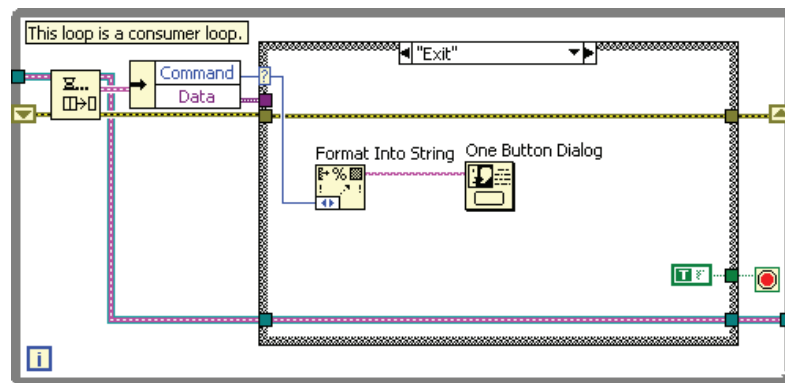 This loop is a consumer loop.
"Exit"
Command
Data
?
Format Into String
One Button Dialog
% 
T
i